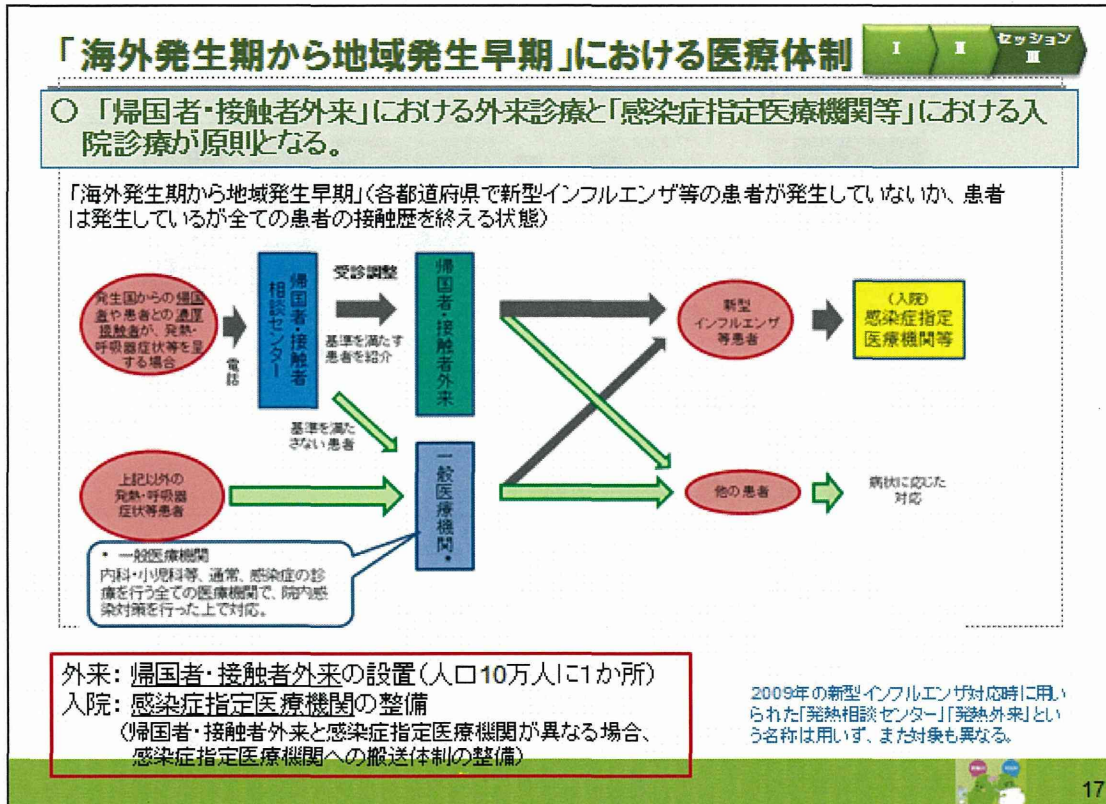 「海外発生期から地域発生早期」における医療体制
Ⅰ
Ⅱ
セッション
Ⅲ
○ 「帰国者・接触者外来」における外来診療と「感染症指定医療機関等」における入
院診療が原則となる。
「海外発生期から地域発生早期」(各都道府県で新型インフルエンザ等の患者が発生していないか、患者
は発生しているが全ての患者の接触歴を終える状態)
発生国からの帰国
者や患者との濃厚
接触者が、発熱・
呼吸器症状等を呈
する場合
電話
帰国者・接触者
相談センター
受診調整
基準を満たす
患者を紹介
帰国者・接触者外来
新型
インフルエンザ
等患者
(入院)
感染症指定
医療機関等
基準を満た
さない患者
上記以外の
発熱・呼吸器
症状等患者
一般医療機関*
他の患者
病状に応じた
対応
* 一般医療機関
内科・小児科等、通常、感染症の診
療を行う全ての医療機関で、院内感
染対策を行った上で対応。
外来: 帰国者・接触者外来の設置(人口10万人に1か所)
入院: 感染症指定医療機関の整備
(帰国者・接触者外来と感染症指定医療機関が異なる場合、
感染症指定医療機関への搬送体制の整備)
2009年の新型インフルエンザ対応時に用い
られた「発熱相談センター」「発熱外来」とい
う名称は用いず、また対象も異なる。
17